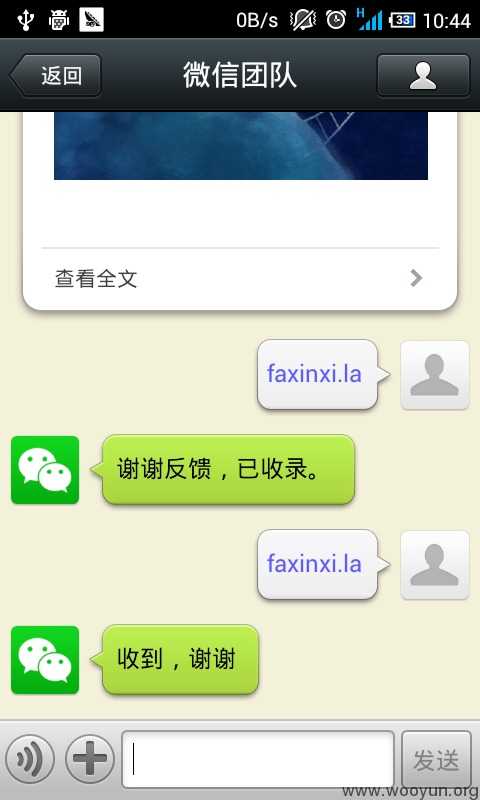 0B/s H 33 10:44
返回 微信团队
查看全文
faxinxi.la
谢谢反馈，已收录。
faxinxi.la
收到，谢谢
发送
www.wooyun.org